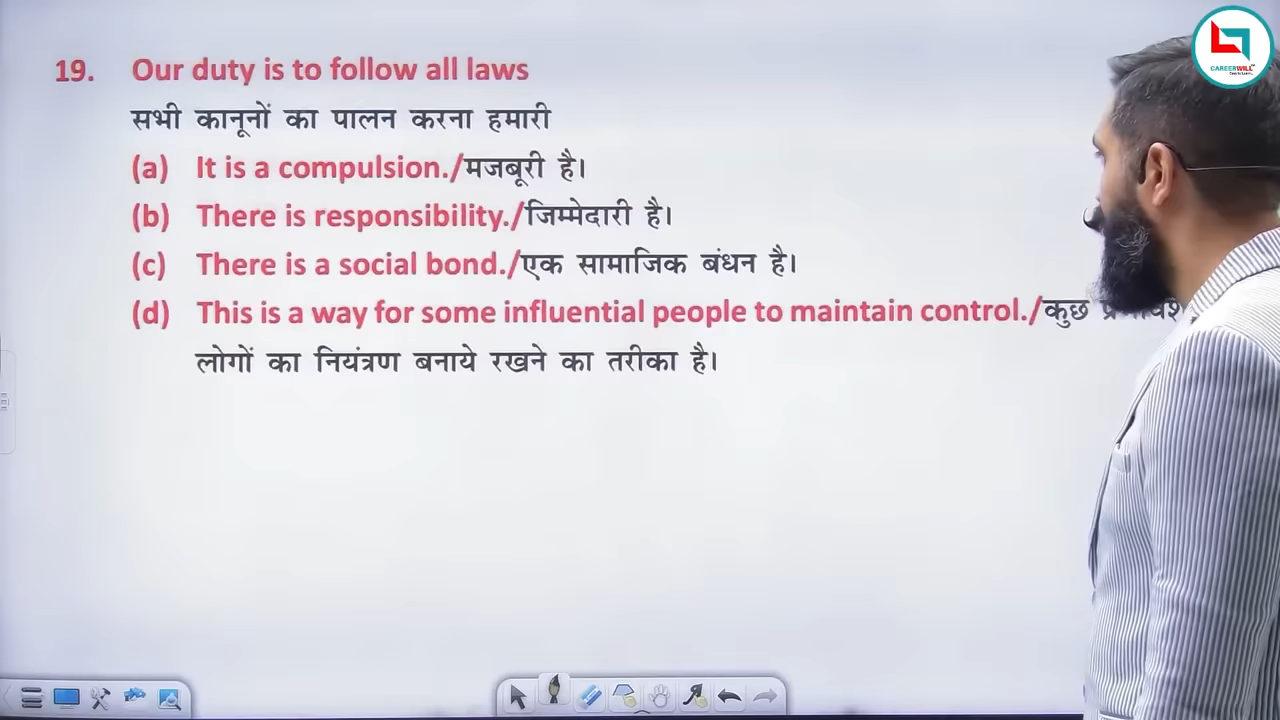 19. Our duty is to follow all laws
सभी कानूनों का पालन करना हमारी
(a) It is a compulsion./मजबूरी है।
(b) There is responsibility./जिम्मेदारी है।
(c) There is a social bond./एक सामाजिक बंधन है।
(d) This is a way for some influential people to maintain control./कुछ
लोगों का नियंत्रण बनाये रखने का तरीका है।
CAREERWILL